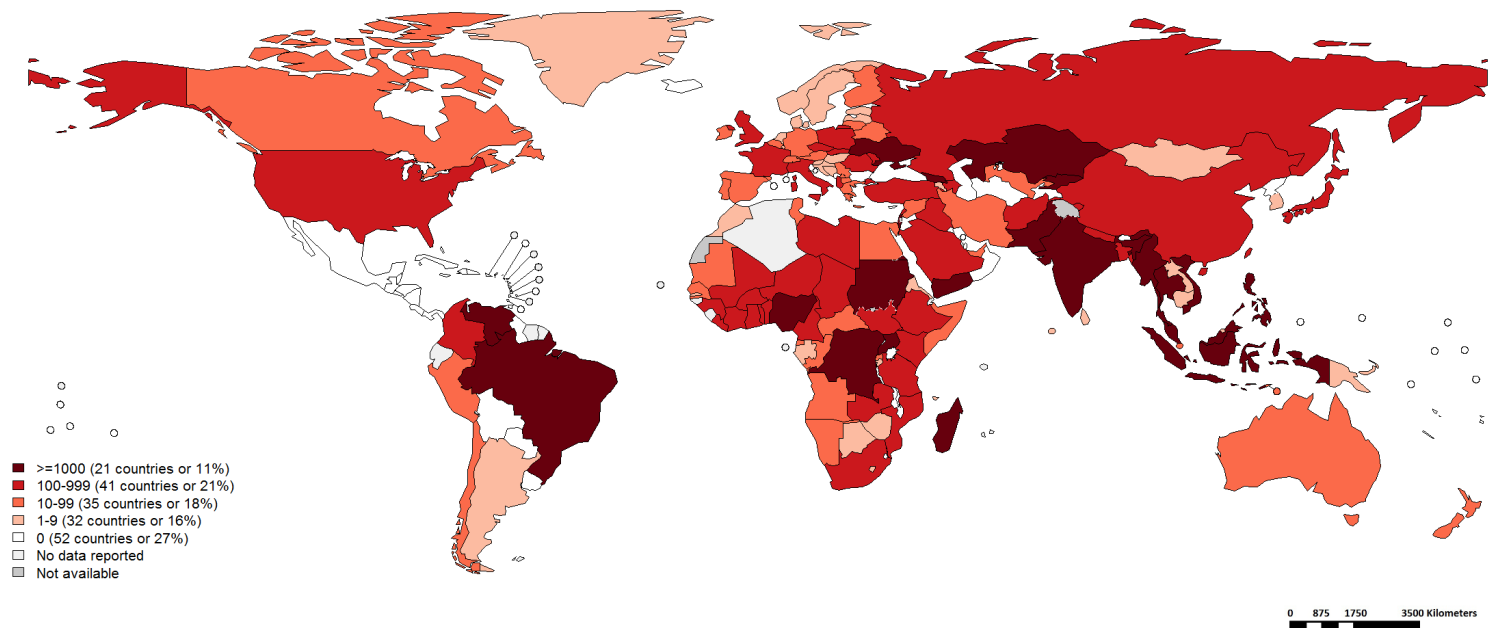 >=1000 (21 countries or 11%)
100-999 (41 countries or 21%)
10-99 (35 countries or 18%)
1-9 (32 countries or 16%)
0 (52 countries or 27%)
No data reported
Not available
0 875 1750 3500 Kilometers